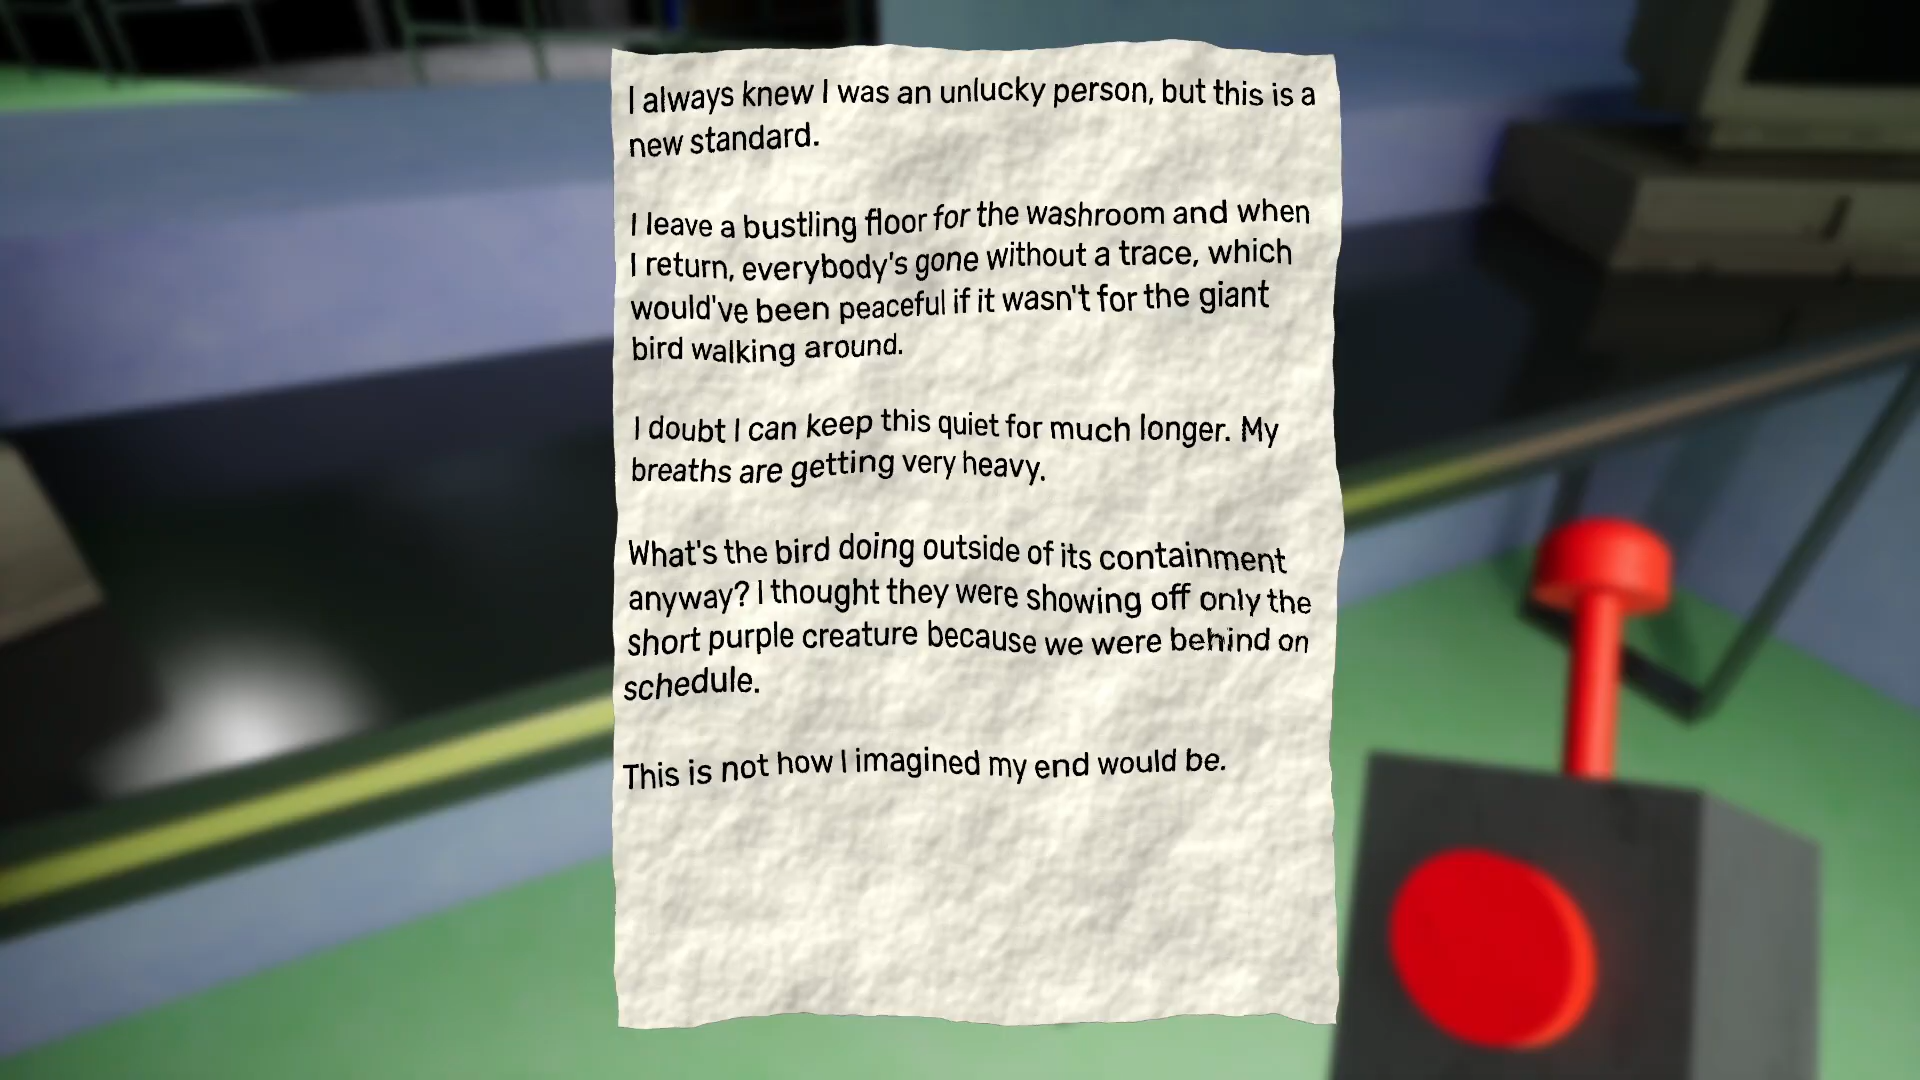 I always knew I was an unlucky person, but this is a
new standard.
I leave a bustling floor for the washroom and when
I return, everybody's gone without a trace, which
would've been peaceful if it wasn't for the giant
bird walking around.
I doubt I can keep this quiet for much longer. My
breaths are getting very heavy.
What's the bird doing outside of its containment
anyway? I thought they were showing off only the
short purple creature because we were behind on
schedule.
This is not how I imagined my end would be.